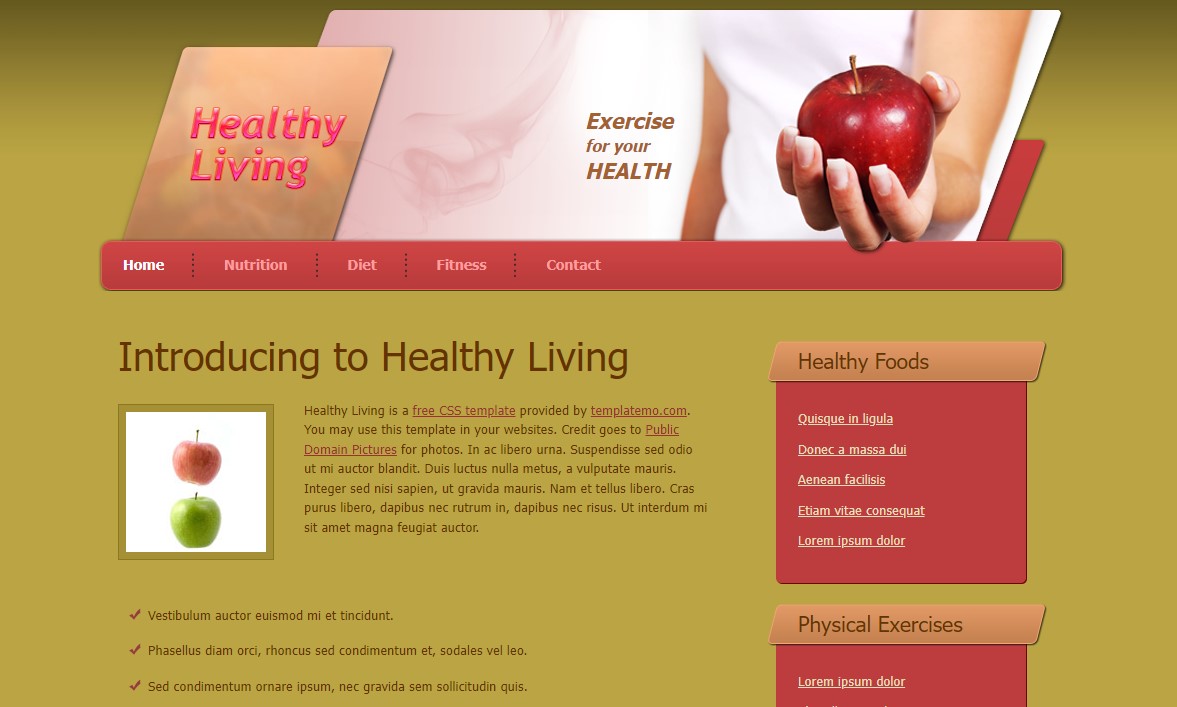 Healthy
Living
Exercise
for your
HEALTH
Home
Nutrition
Diet
Fitness
Contact
Introducing to Healthy Living
Healthy Living is a free CSS template provided by templatemo.com.
You may use this template in your websites. Credit goes to Public
Domain Pictures for photos. In ac libero urna. Suspendisse sed odio
ut mi auctor blandit. Duis luctus nulla metus, a vulputate mauris.
Integer sed nisi sapien, ut gravida mauris. Nam et tellus libero. Cras
purus libero, dapibus nec rutrum in, dapibus nec risus. Ut interdum mi
sit amet magna feugiat auctor.
Vestibulum auctor euismod mi et tincidunt.
Phasellus diam orci, rhoncus sed condimentum et, sodales vel leo.
Sed condimentum ornare ipsum, nec gravida sem sollicitudin quis.
Healthy Foods
Quisque in ligula
Donec a massa dui
Aenean facilisis
Etiam vitae consequat
Lorem ipsum dolor
Physical Exercises
Lorem ipsum dolor